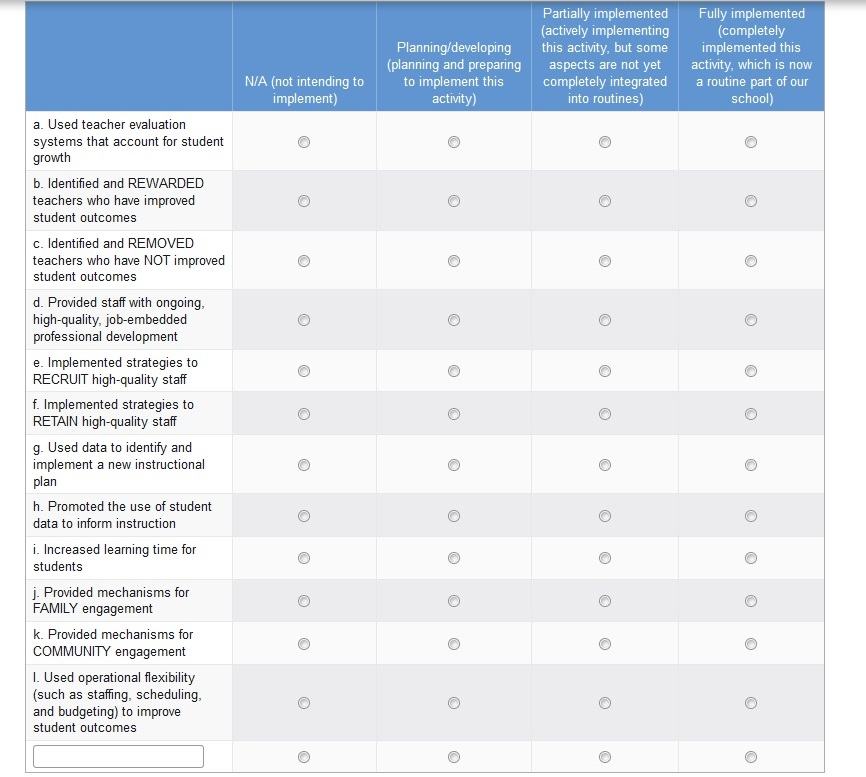 N/A (not intending to
implement)
Planning/developing
(planning and preparing
to implement this
activity)
Partially implemented
(actively implementing
this activity, but some
aspects are not yet
completely integrated
into routines)
Fully implemented
(completely
implemented this
activity, which is now
a routine part of our
school)
a. Used teacher evaluation
systems that account for student
growth
b. Identified and REWARDED
teachers who have improved
student outcomes
c. Identified and REMOVED
teachers who have NOT improved
student outcomes
d. Provided staff with ongoing,
high-quality, job-embedded
professional development
e. Implemented strategies to
RECRUIT high-quality staff
f. Implemented strategies to
RETAIN high-quality staff
g. Used data to identify and
implement a new instructional
plan
h. Promoted the use of student
data to inform instruction
i. Increased learning time for
students
j. Provided mechanisms for
FAMILY engagement
k. Provided mechanisms for
COMMUNITY engagement
l. Used operational flexibility
(such as staffing, scheduling,
and budgeting) to improve
student outcomes